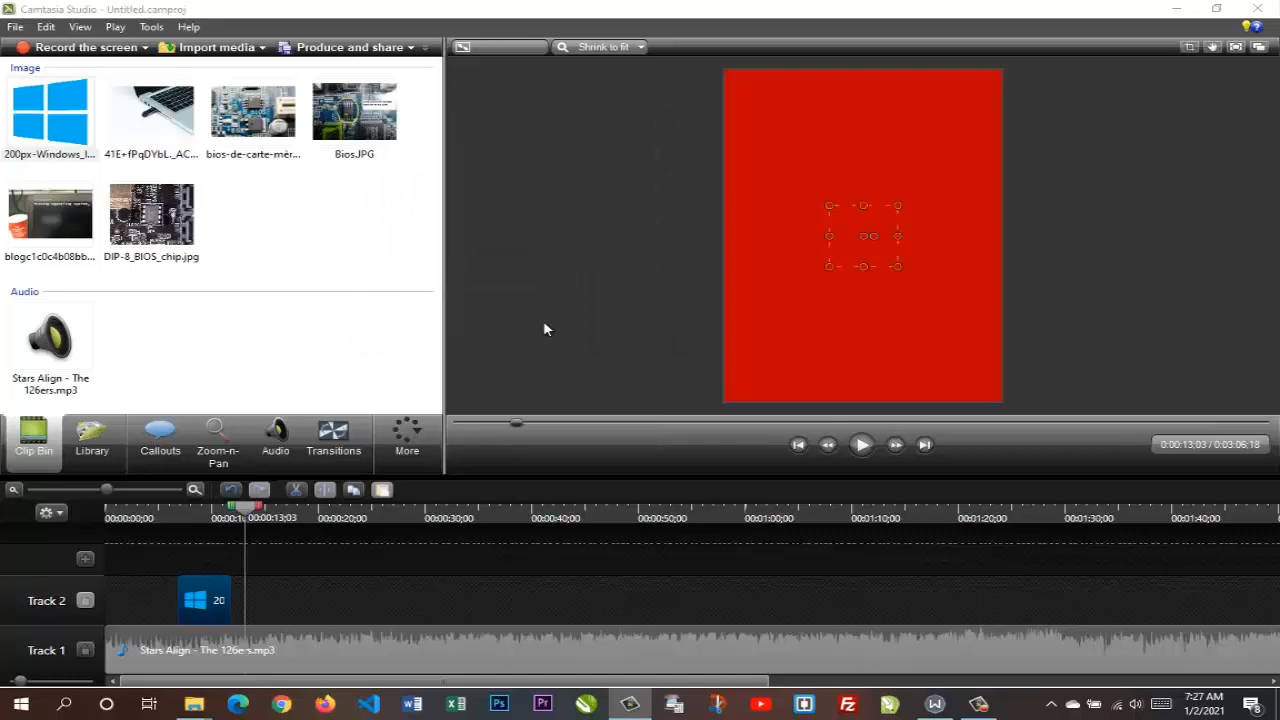 Camtasia Studio - Untitled.camproj
File Edit View Play Tools Help
Record the screen Import media Produce and share Shrink to fit
Image
200px-Windows_l... 41E+fPqDYbL._AC... bios-de-carte-mèr... BiosJPG
blogc1c0c4b08bb... DIP-8_BIOS_chip.jpg
Audio
Stars Align - The
126ers.mp3
Clip Bin Library Callouts Zoom-n-
Pan Audio Transitions More
0:00:13;03 / 0:03:06;18
00:00:00;00 00:00:13;03 00:00:20;00 00:00:30;00 00:00:40;00 00:00:50;00 00:01:00;00 00:01:10;00 00:01:20;00 00:01:30;00 00:01:40;00
Track 2 20
Track 1 Stars Align - The 126ers.mp3
7:27 AM
1/2/2021